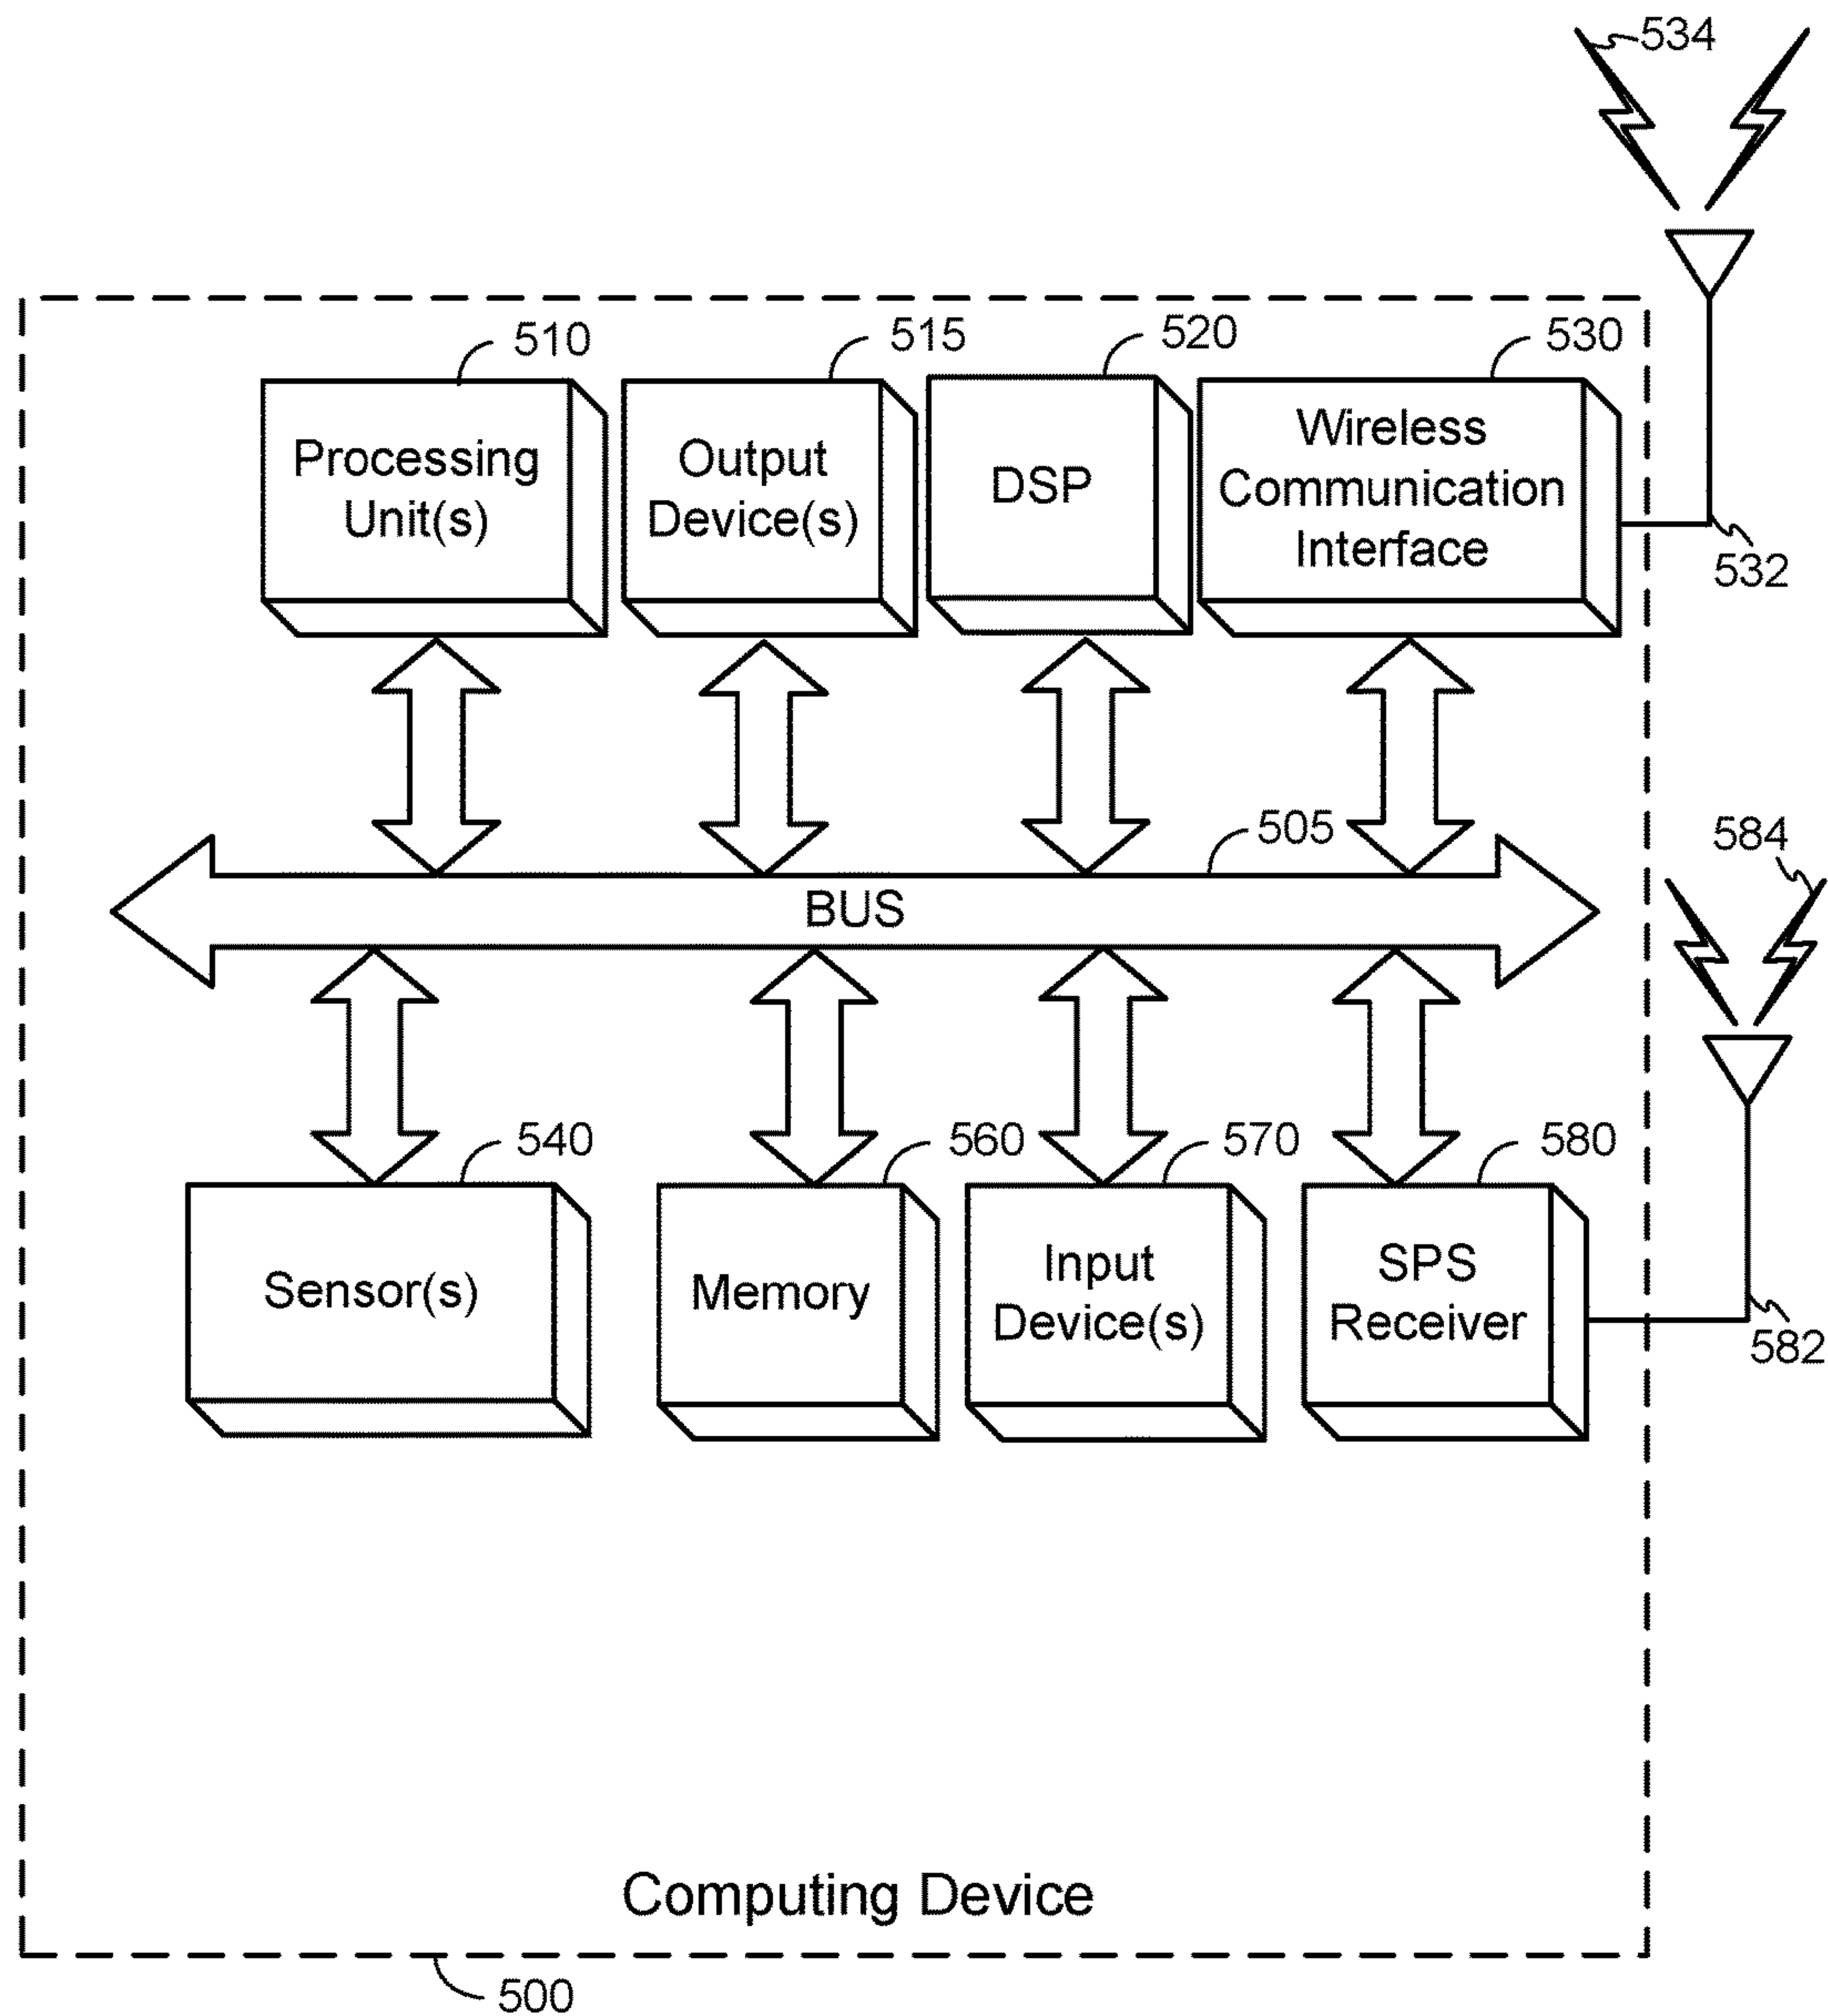 534
510
515
520
530
Processing
Unit(s)
Output
Device(s)
DSP
Wireless
Communication
Interface
532
505
BUS
584
540
560
570
580
Sensor(s)
Memory
Input
Device(s)
SPS
Receiver
582
Computing Device
500